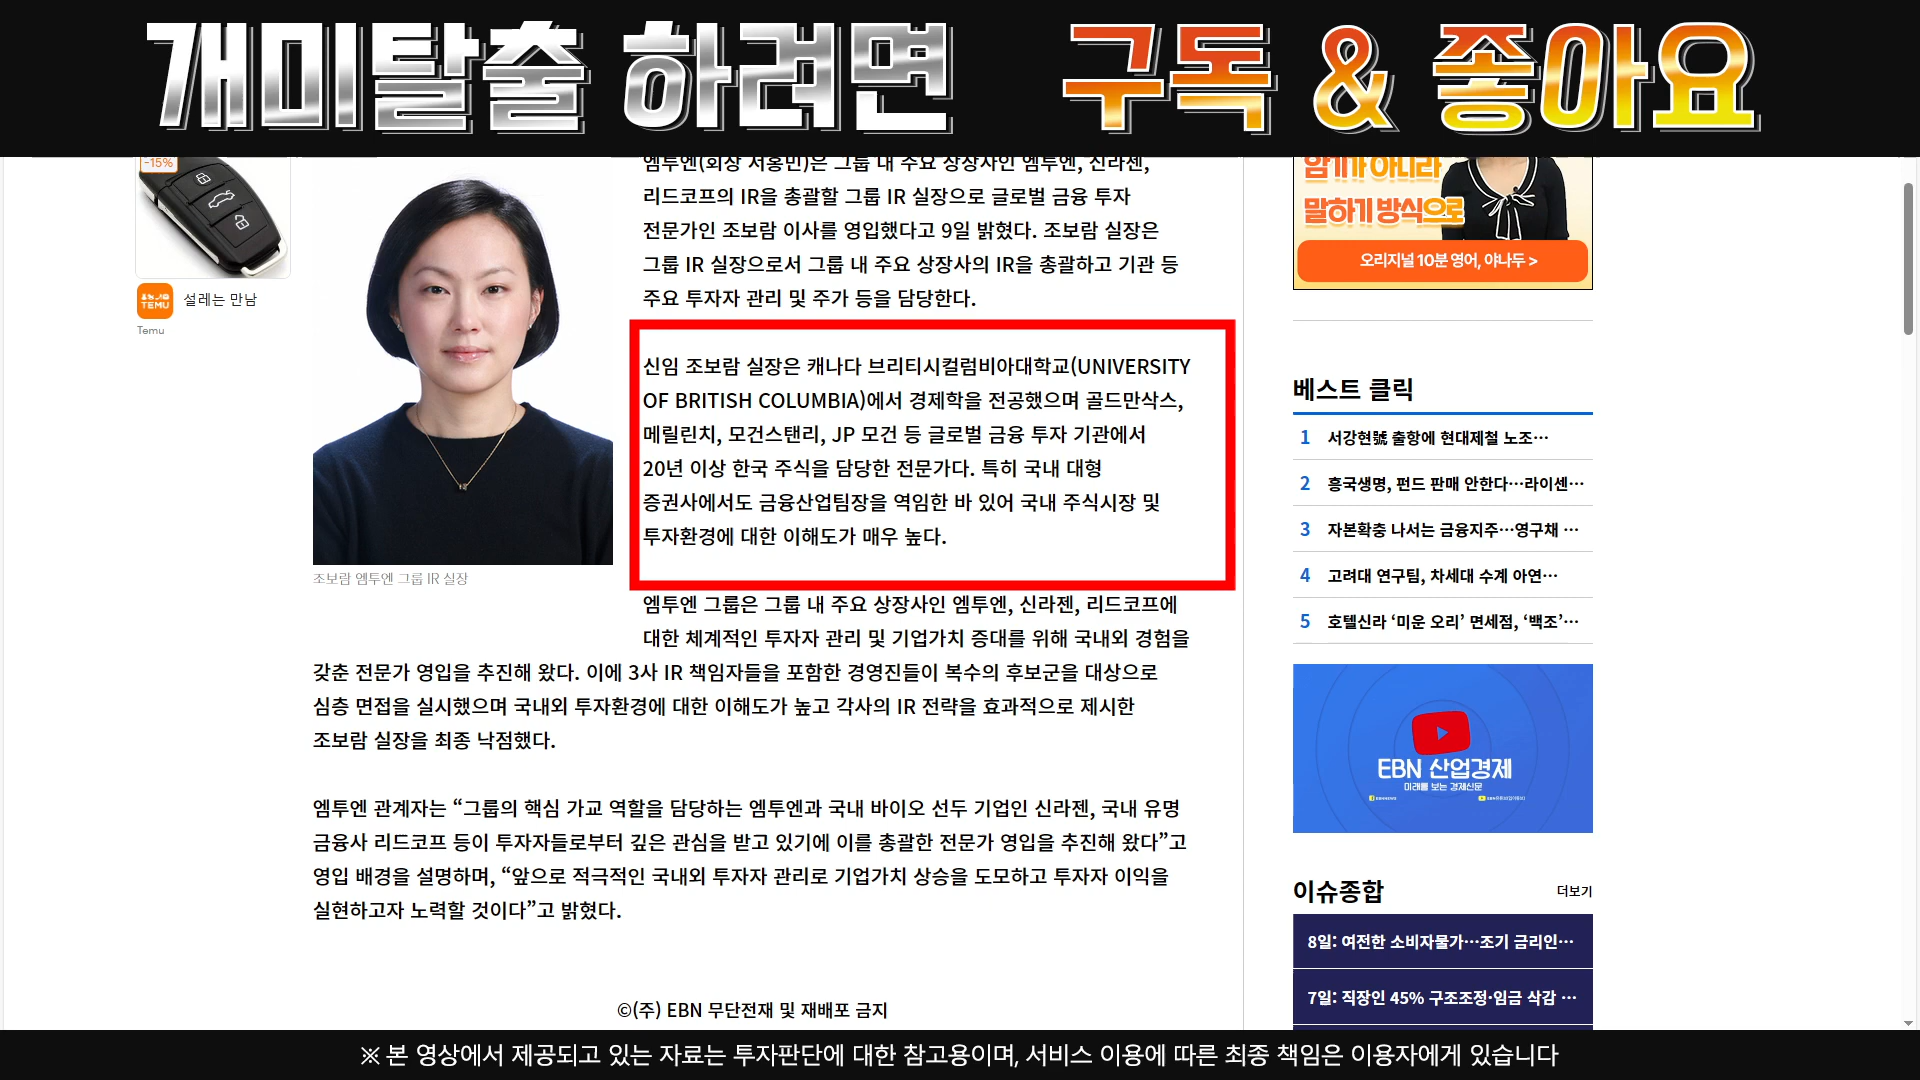 개미탈출 하려면 구독 & 좋아요
-15%
TEMU
설레는 만남
Temu
엠투엔(회장 서홍민)은 그룹 내 주요 상장사인 엠투엔, 신라젠,
리드코프의 IR을 총괄할 그룹 IR 실장으로 글로벌 금융 투자
전문가인 조보람 이사를 영입했다고 9일 밝혔다. 조보람 실장은
그룹 IR 실장으로서 그룹 내 주요 상장사의 IR을 총괄하고 기관 등
주요 투자자 관리 및 주가 등을 담당한다.
신임 조보람 실장은 캐나다 브리티시컬럼비아대학교(UNIVERSITY
OF BRITISH COLUMBIA)에서 경제학을 전공했으며 골드만삭스,
메릴린치, 모건스탠리, JP 모건 등 글로벌 금융 투자 기관에서
20년 이상 한국 주식을 담당한 전문가다. 특히 국내 대형
증권사에서도 금융산업팀장을 역임한 바 있어 국내 주식시장 및
투자환경에 대한 이해도가 매우 높다.
조보람 엠투엔 그룹 IR 실장
엠투엔 그룹은 그룹 내 주요 상장사인 엠투엔, 신라젠, 리드코프에
대한 체계적인 투자자 관리 및 기업가치 증대를 위해 국내외 경험을
갖춘 전문가 영입을 추진해 왔다. 이에 3사 IR 책임자들을 포함한 경영진들이 복수의 후보군을 대상으로
심층 면접을 실시했으며 국내외 투자환경에 대한 이해도가 높고 각사의 IR 전략을 효과적으로 제시한
조보람 실장을 최종 낙점했다.
엠투엔 관계자는 “그룹의 핵심 가교 역할을 담당하는 엠투엔과 국내 바이오 선두 기업인 신라젠, 국내 유명
금융사 리드코프 등이 투자자들로부터 깊은 관심을 받고 있기에 이를 총괄한 전문가 영입을 추진해 왔다”고
영입 배경을 설명하며, “앞으로 적극적인 국내외 투자자 관리로 기업가치 상승을 도모하고 투자자 이익을
실현하고자 노력할 것이다”고 밝혔다.
©(주) EBN 무단전재 및 재배포 금지
암기가 아니라
말하기 방식으로
오리지널 10분 영어, 야나두 >
베스트 클릭
1 서강현號 출항에 현대제철 노조…
2 흥국생명, 펀드 판매 안한다…라이센…
3 자본확충 나서는 금융지주…영구채 …
4 고려대 연구팀, 차세대 수계 아연…
5 호텔신라 ‘미운 오리’ 면세점, ‘백조’…
EBN 산업경제
미래를 보는 경제신문
이슈종합
더보기
8일: 여전한 소비자물가…조기 금리인…
7일: 직장인 45% 구조조정·임금 삭감 …
※ 본 영상에서 제공되고 있는 자료는 투자판단에 대한 참고용이며, 서비스 이용에 따른 최종 책임은 이용자에게 있습니다